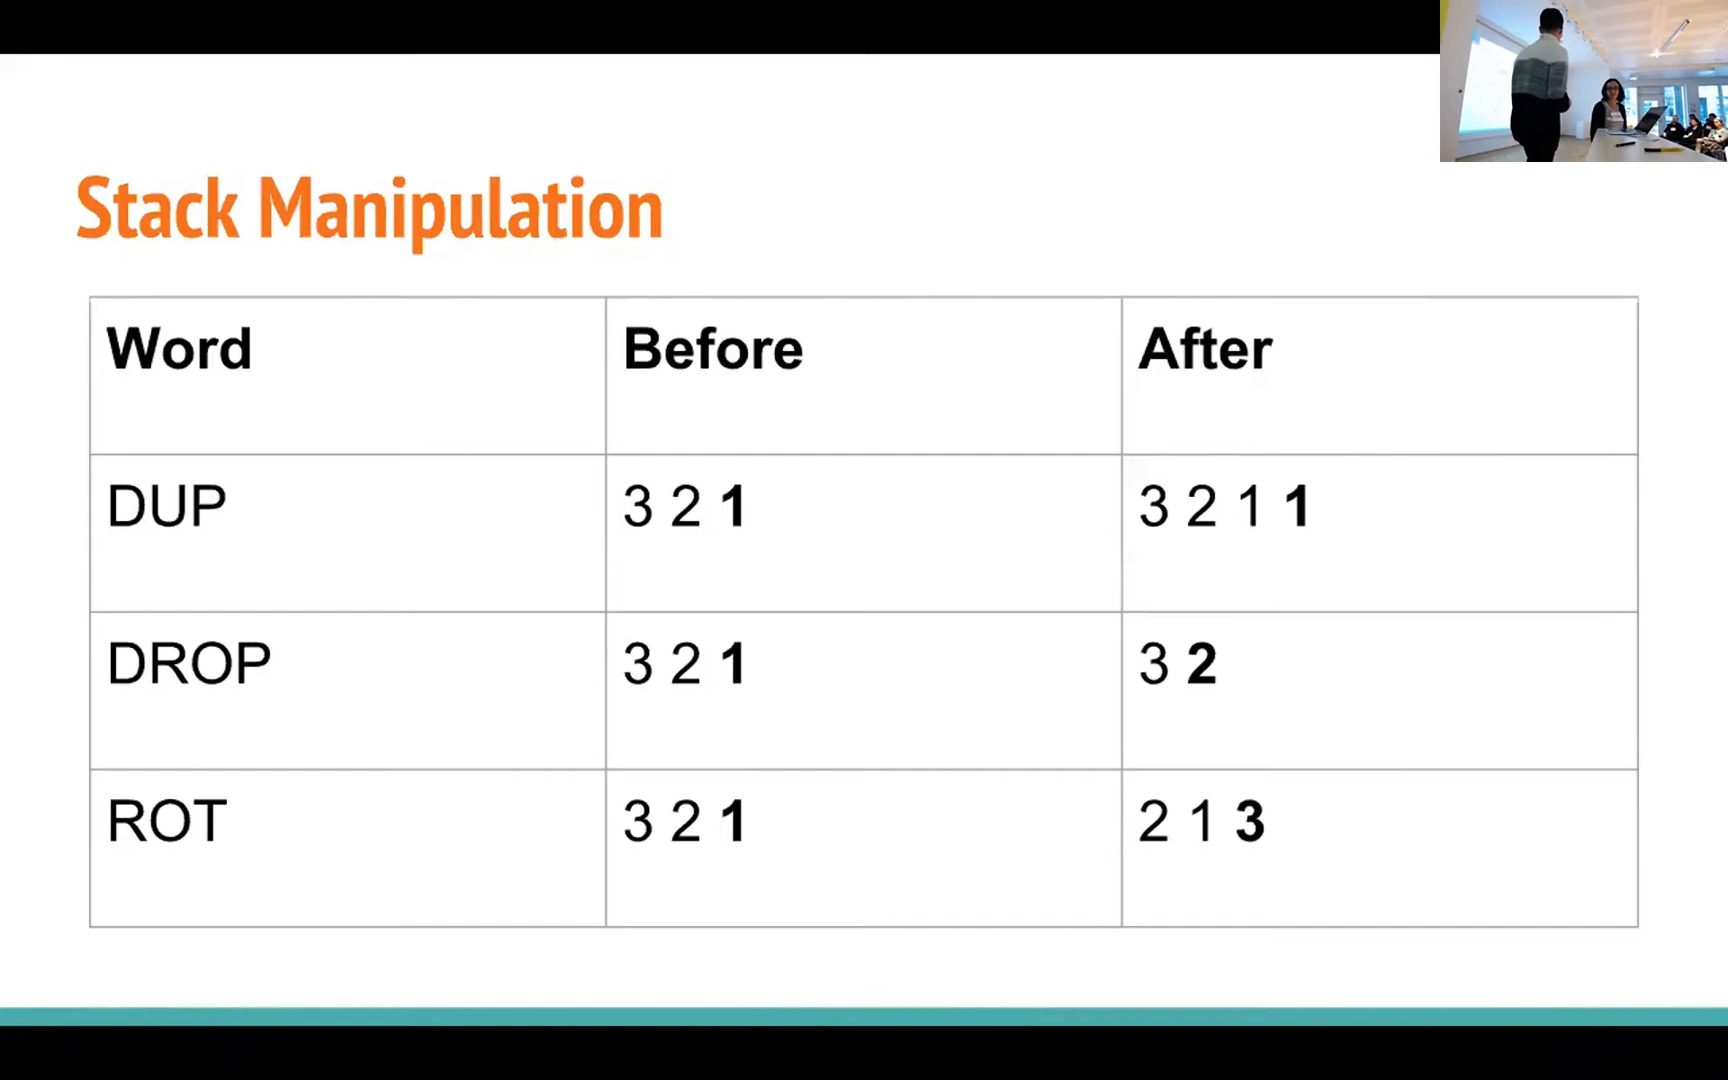 Stack Manipulation
Word Before After
DUP 3 2 1 3 2 1 1
DROP 3 2 1 3 2
ROT 3 2 1 2 1 3